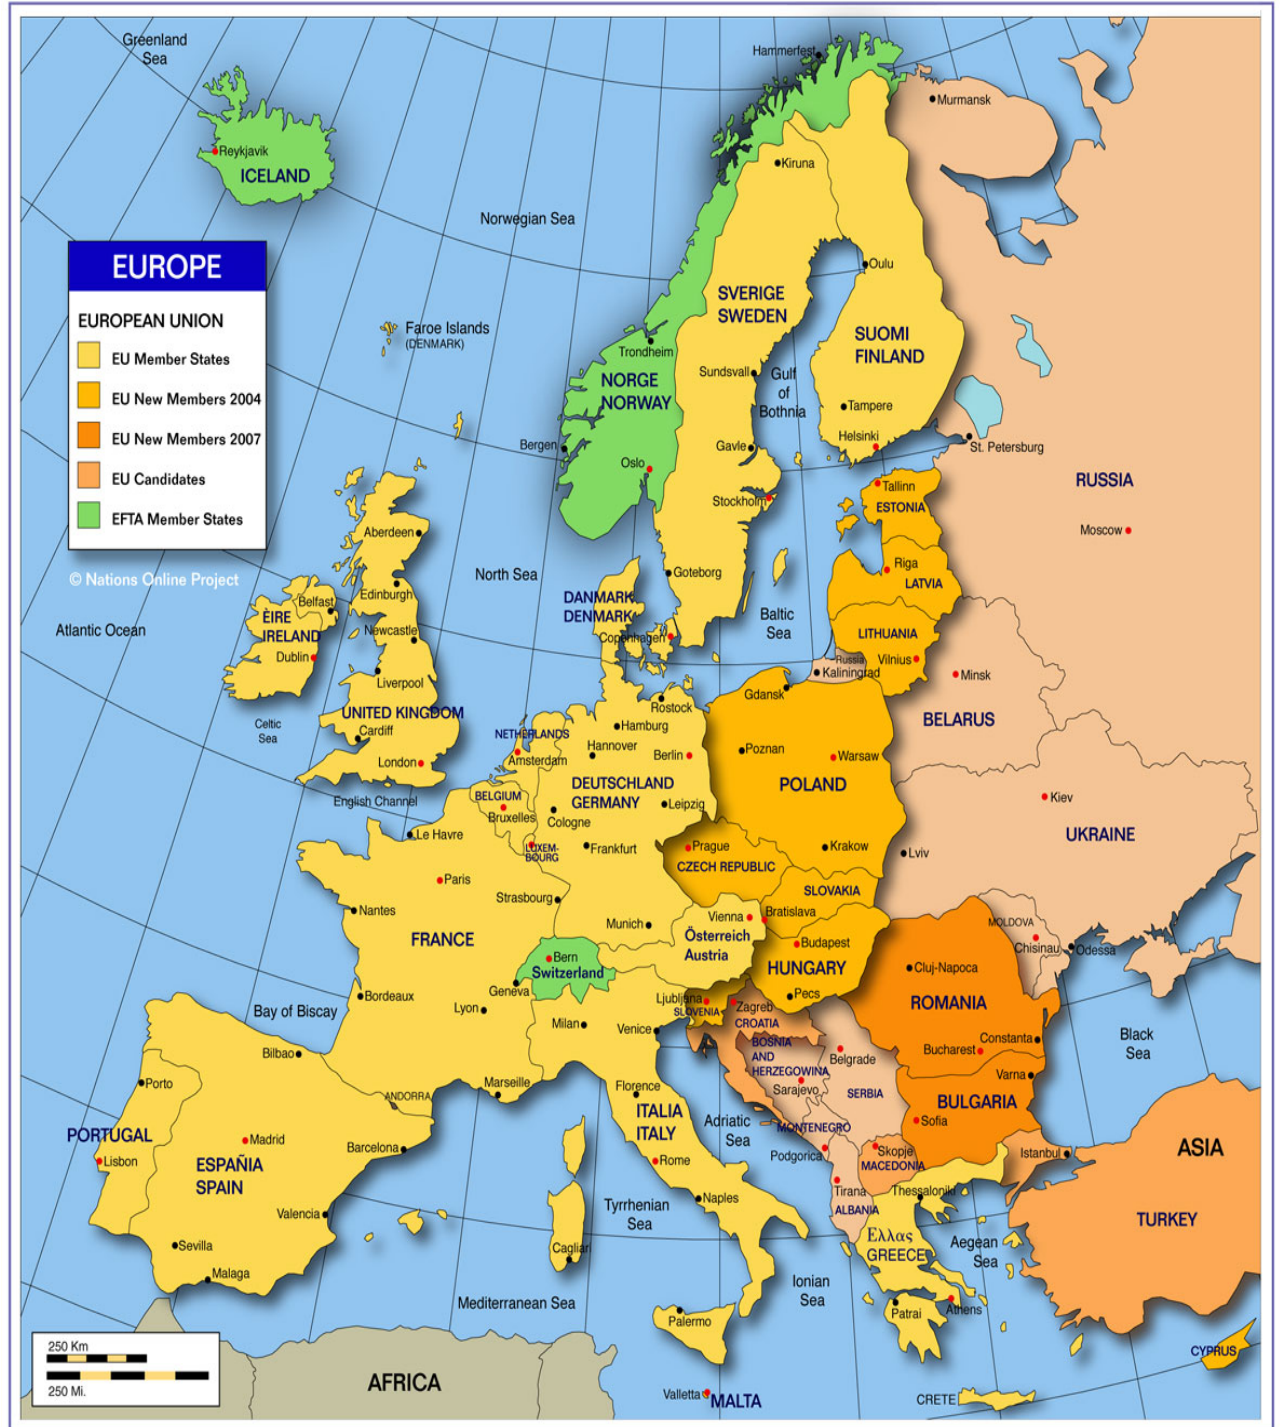 Greenland
Sea
Hammerfest
Murmansk
Reykjavik
ICELAND
Kiruna
Norwegian Sea
EUROPE
EUROPEAN UNION
EU Member States
EU New Members 2004
EU New Members 2007
EU Candidates
EFTA Member States
© Nations Online Project
Oulu
SVERIGE
SWEDEN
Faroe Islands
(DENMARK)
SUOMI
FINLAND
Trondheim
NORGE
NORWAY
Sundsvall
Gulf
of
Bothnia
Tampere
Helsinki
Bergen
Gavle
St. Petersburg
Oslo
RUSSIA
Stockholm
Tallinn
ESTONIA
Moscow
Aberdeen
North Sea
Goteborg
Riga
LATVIA
Edinburgh
Belfast
DANMARK
DENMARK
Baltic
Sea
ÈIRE
IRELAND
Atlantic Ocean
Newcastle
Copenhagen
LITHUANIA
Dublin
Russia
Vilnius
Kaliningrad
Minsk
Liverpool
Gdansk
Rostock
UNITED KINGDOM
Celtic
Sea
Cardiff
Hamburg
BELARUS
NETHERLANDS
Hannover
Amsterdam
Berlin
Poznan
Warsaw
London
DEUTSCHLAND
GERMANY
POLAND
English Channel
BELGIUM
Bruxelles
Leipzig
Kiev
Cologne
UKRAINE
Le Havre
LUXEM-
BOURG
Frankfurt
Prague
Krakow
Lviv
CZECH REPUBLIC
Paris
SLOVAKIA
Strasbourg
Nantes
Munich
Vienna
Bratislava
MOLDOVA
FRANCE
Österreich
Austria
Budapest
Chisinau
Odessa
Bern
Switzerland
HUNGARY
Cluj-Napoca
Geneva
Bordeaux
Pecs
ROMANIA
Lyon
Ljubljana
SLOVENIA
Zagreb
CROATIA
Bay of Biscay
Milan
Venice
Constanta
Black
Sea
BOSNIA
AND
HERZEGOWINA
Belgrade
Bucharest
Bilbao
Porto
Marseille
Florence
Sarajevo
SERBIA
Varna
BULGARIA
ANDORRA
ITALIA
ITALY
Adriatic
Sea
MONTENEGRO
Sofia
PORTUGAL
Madrid
Barcelona
Lisbon
ESPAÑIA
SPAIN
Rome
Podgorica
Skopje
MACEDONIA
Istanbul
ASIA
Tirana
ALBANIA
Thessaloniki
Naples
Tyrrhenian
Sea
Valencia
TURKEY
Ελλας
GREECE
Aegean
Sea
Sevilla
Cagliari
Malaga
Ionian
Sea
Mediterranean Sea
Palermo
Patrai
Athens
250 Km
250 Mi.
CYPRUS
AFRICA
Valletta
MALTA
CRETE